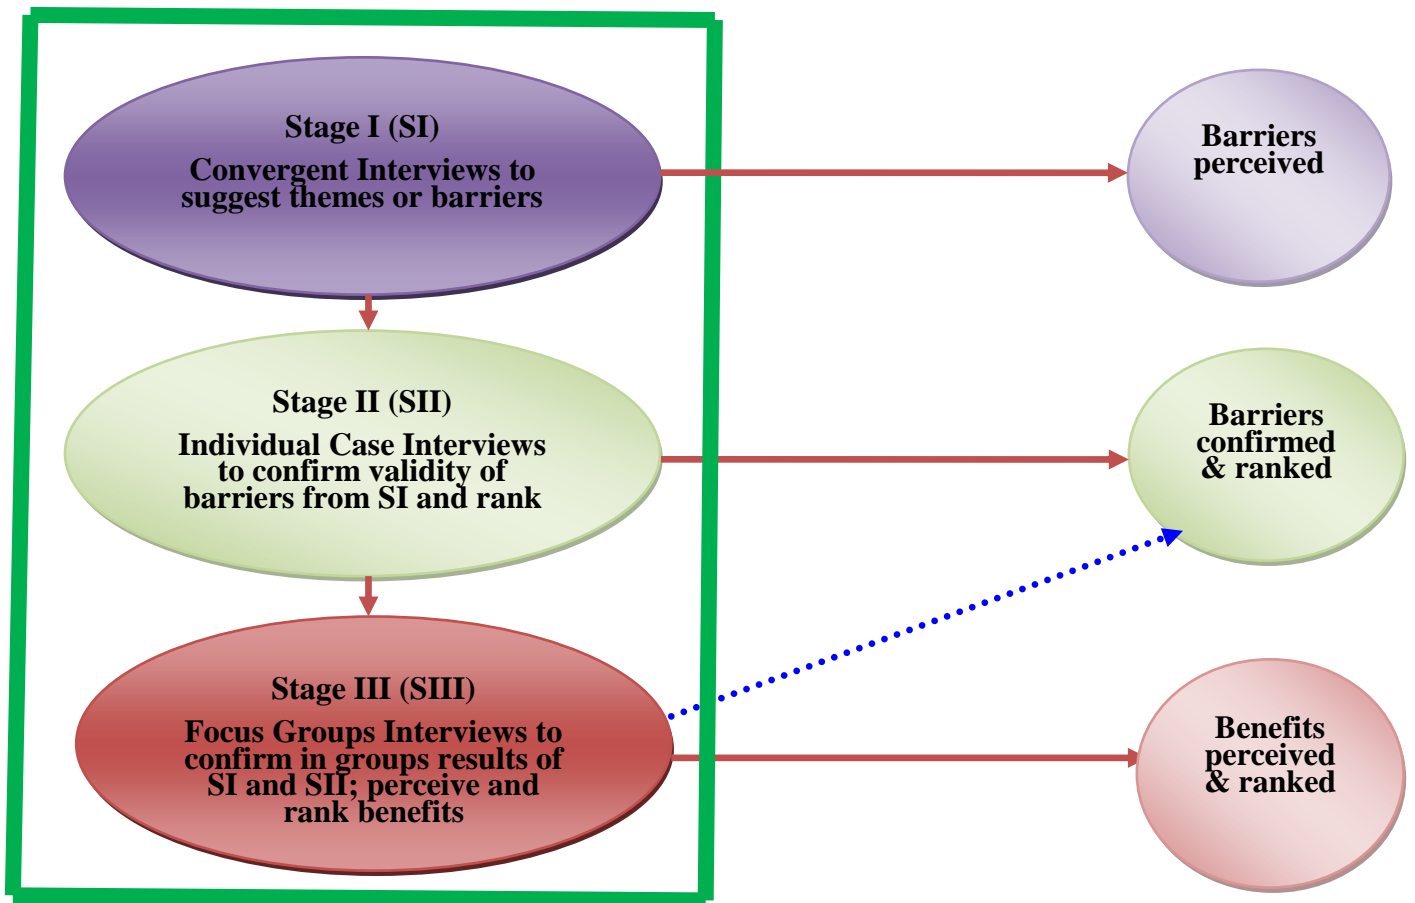 Stage I (SI)
Convergent Interviews to
suggest themes or barriers
Barriers
perceived
Stage II (SII)
Individual Case Interviews
to confirm validity of
barriers from SI and rank
Barriers
confirmed
& ranked
Stage III (SIII)
Focus Groups Interviews to
confirm in groups results of
SI and SII; perceive and
rank benefits
Benefits
perceived
& ranked